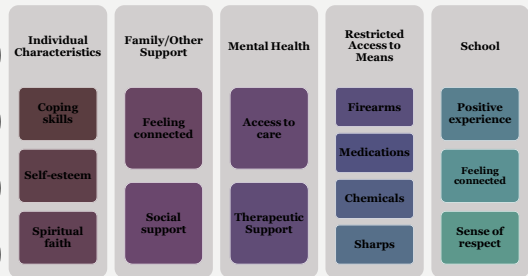 Individual
Characteristics
Coping
skills
Self-esteem
Spiritual
faith
Family/Other
Support
Feeling
connected
Social
support
Mental Health
Access to
care
Therapeutic
Support
Restricted
Access to
Means
Firearms
Medications
Chemicals
Sharps
School
Positive
experience
Feeling
connected
Sense of
respect